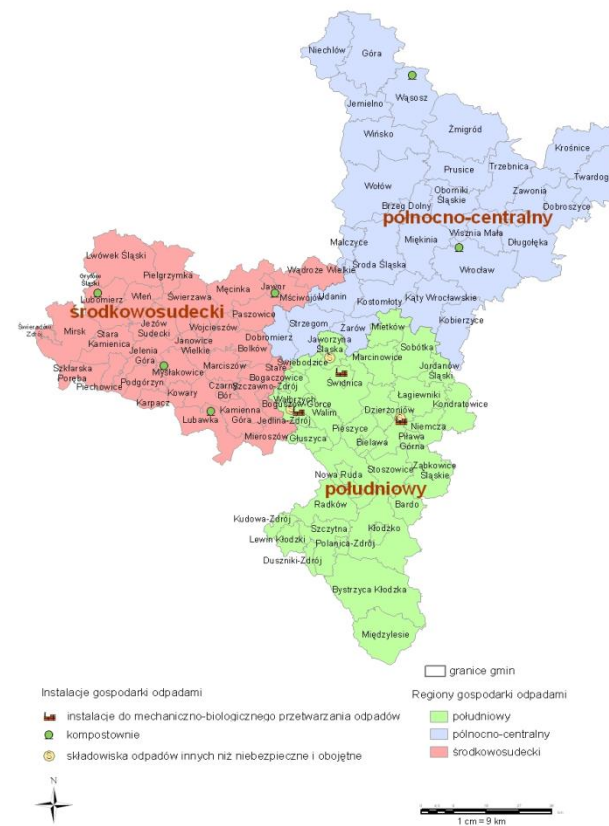 Niechlów
Góra
Wąsosz
Jemielno
Żmigród
Wińsko
Krośnice
Prusice
Trzebnica
Twardog
Zawonia
Wołów
Oborniki
Śląskie
Dobroszyce
Brzeg Dolny
północno-centralny
Wisznia Mała
Malczyce
Miękinia
Długołęka
Środa Śląska
Wrocław
Lwówek Śląski
Wądroże Wielkie
Pielgrzymka
Męcinka
Jawor
Udanin
Gryfów
Śląski
Lubomierz
Wleń
Świerzawa
Mściwojów
Kostomłoty
Kąty Wrocławskie
środkowosudecki
Paszowice
Strzegom
Kobierzyce
Świeradów
Zdrój
Mirsk
Stara
Kamienica
Jeżów
Sudecki
Wojcieszów
Janowice
Wielkie
Dobromierz
Bolków
Żarów
Mietków
Jaworzyna
Śląska
Sobótka
Jelenia
Góra
Świebodzice
Marcinowice
Jordanów
Śląski
Szklarska
Poręba
Piechowice
Podgórzyn
Mysłakowice
Marciszów
Stare
Bogaczowice
Świdnica
Karpacz
Kowary
Czarny
Bór
Szczawno-Zdrój
Wałbrzych
Łagiewniki
Kondratowice
Lubawka
Kamienna
Góra
Boguszów-Gorce
Jedlina-Zdrój
Walim
Dzierżoniów
Niemcza
Mieroszów
Głuszyca
Pieszyce
Bielawa
Piława
Górna
Nowa Ruda
Stoszowice
Ząbkowice
Śląskie
południowy
Radków
Bardo
Kudowa-Zdrój
Szczytna
Kłodzko
Lewin Kłodzki
Polanica-Zdrój
Duszniki-Zdrój
Bystrzyca Kłodzka
Międzylesie
granice gmin
Instalacje gospodarki odpadami
Regiony gospodarki odpadami
instalacje do mechaniczno-biologicznego przetwarzania odpadów
południowy
kompostownie
północno-centralny
składowiska odpadów innych niż niebezpieczne i obojętne
środkowosudecki
N
1 cm = 9 km